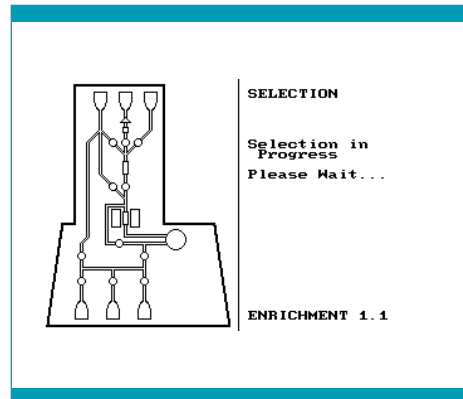 SELECTION
Selection in
Progress
Please Wait...
ENRICHMENT 1.1